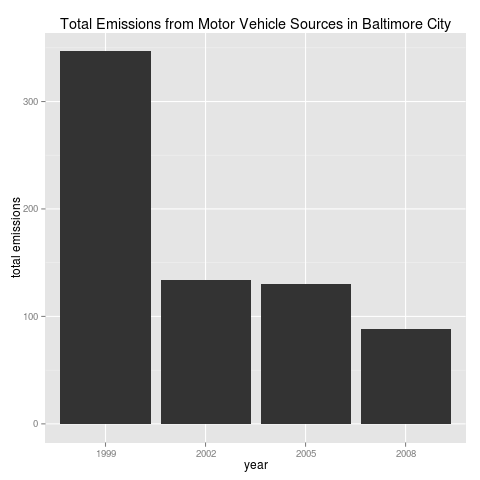 Total Emissions from Motor Vehicle Sources in Baltimore City
total emissions
300
200
100
0
1999 2002 2005 2008
year